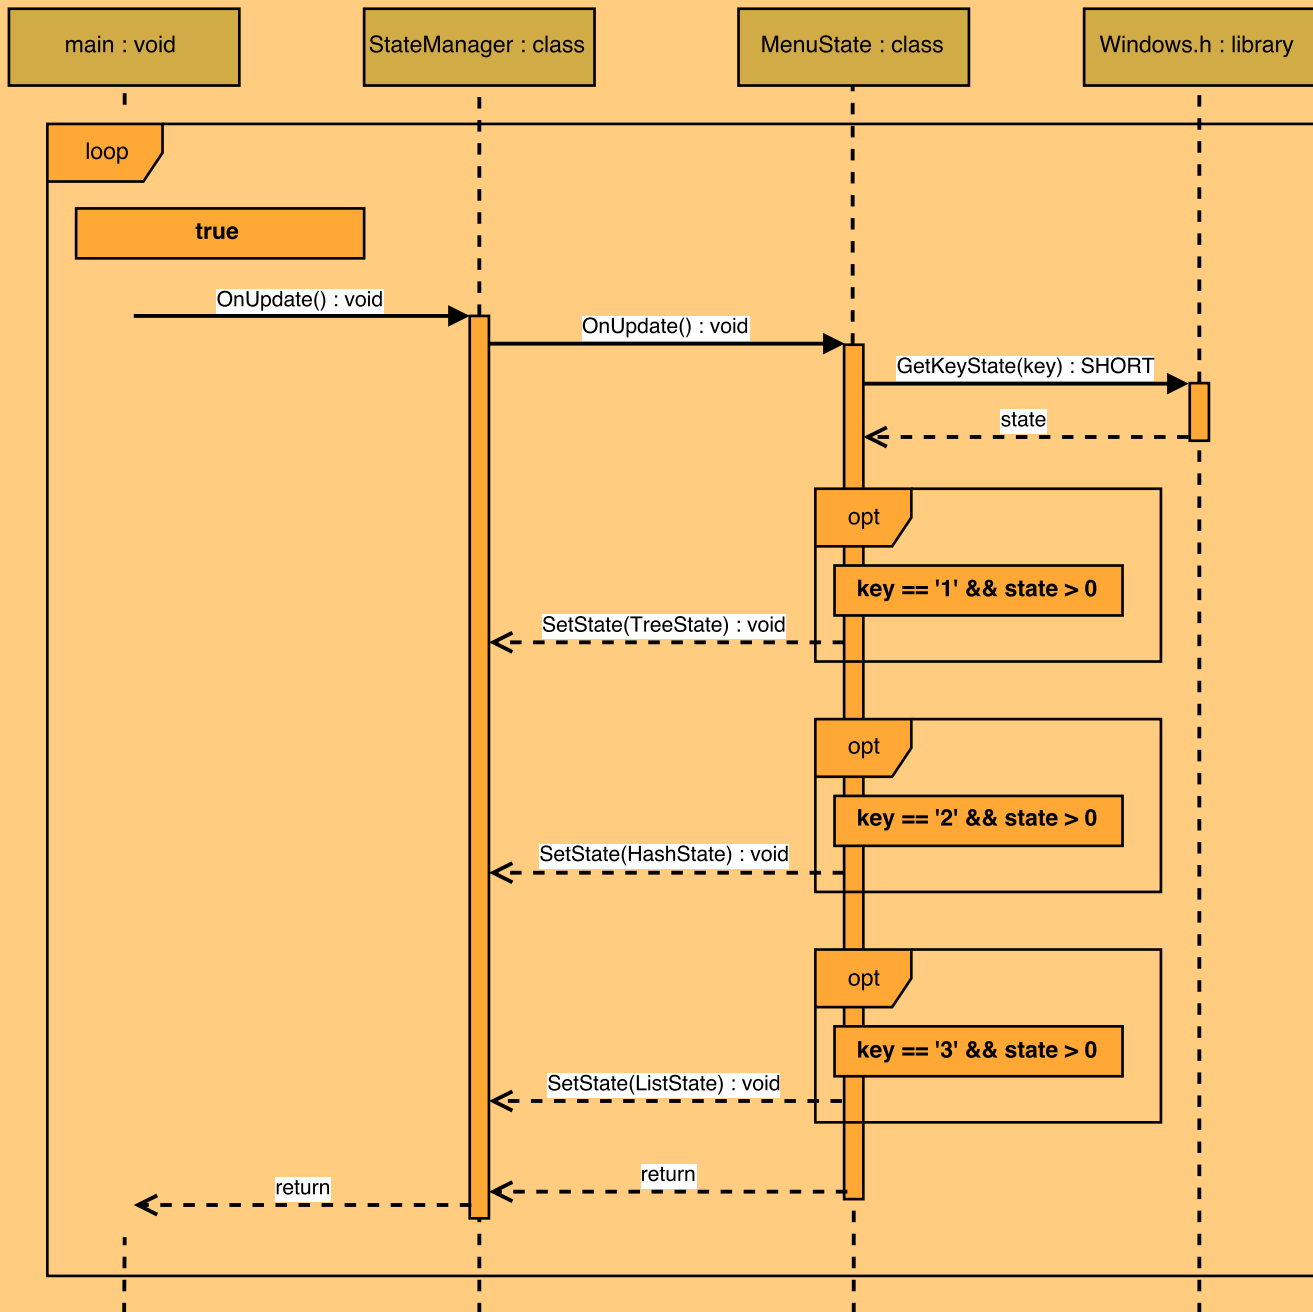 main : void
StateManager : class
MenuState : class
Windows.h : library
loop
true
OnUpdate() : void
OnUpdate() : void
GetKeyState(key) : SHORT
state
opt
key == '1' && state > 0
SetState(TreeState) : void
opt
key == '2' && state > 0
SetState(HashState) : void
opt
key == '3' && state > 0
SetState(ListState) : void
return
return